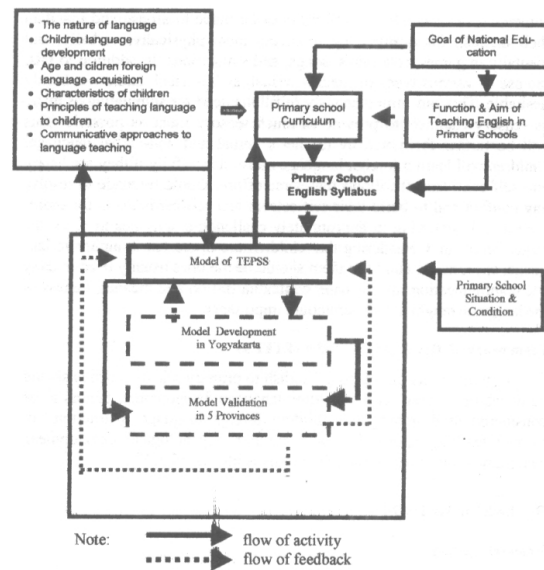 • The nature of language
• Children language
development
• Age and cildren foreign
language acquisition
• Characteristics of children
• Principles of teaching language
to children
• Communicative approaches to
language teaching
Goal of National Edu-
cation
Primary school
Curriculum
Function & Aim of
Teaching English in
Primary Schools
Primary School
English Syllabus
Model of TEPSS
Primary School
Situation &
Condition
Model Development
in Yogyakarta
Model Validation
in 5 Provinces
Note:
flow of activity
flow of feedback